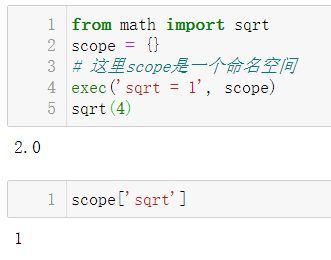 1 from math import sqrt
2 scope = {}
3 # 这里scope是一个命名空间
4 exec('sqrt = 1', scope)
5 sqrt(4)
2.0
1 scope['sqrt']
1